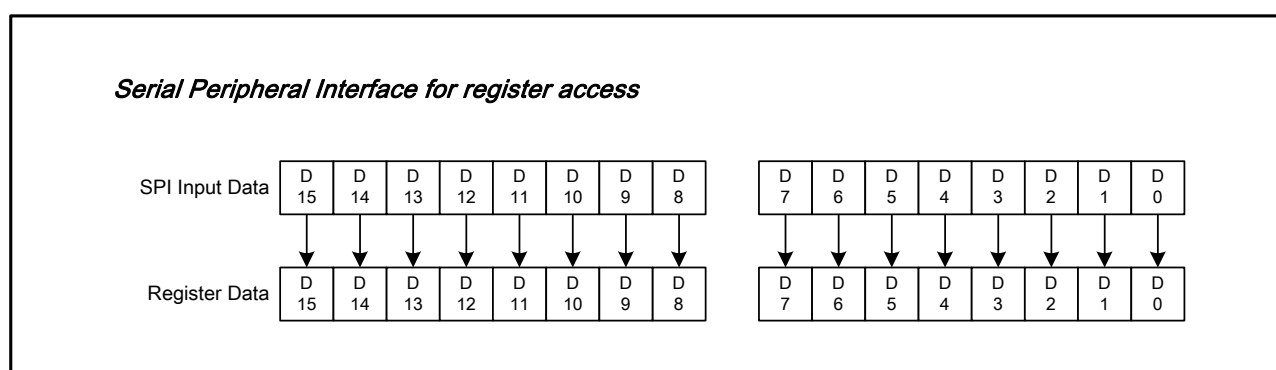 Serial Peripheral Interface for register access
SPI Input Data D 15 D 14 D 13 D 12 D 11 D 10 D 9 D 8 D 7 D 6 D 5 D 4 D 3 D 2 D 1 D 0
Register Data D 15 D 14 D 13 D 12 D 11 D 10 D 9 D 8 D 7 D 6 D 5 D 4 D 3 D 2 D 1 D 0